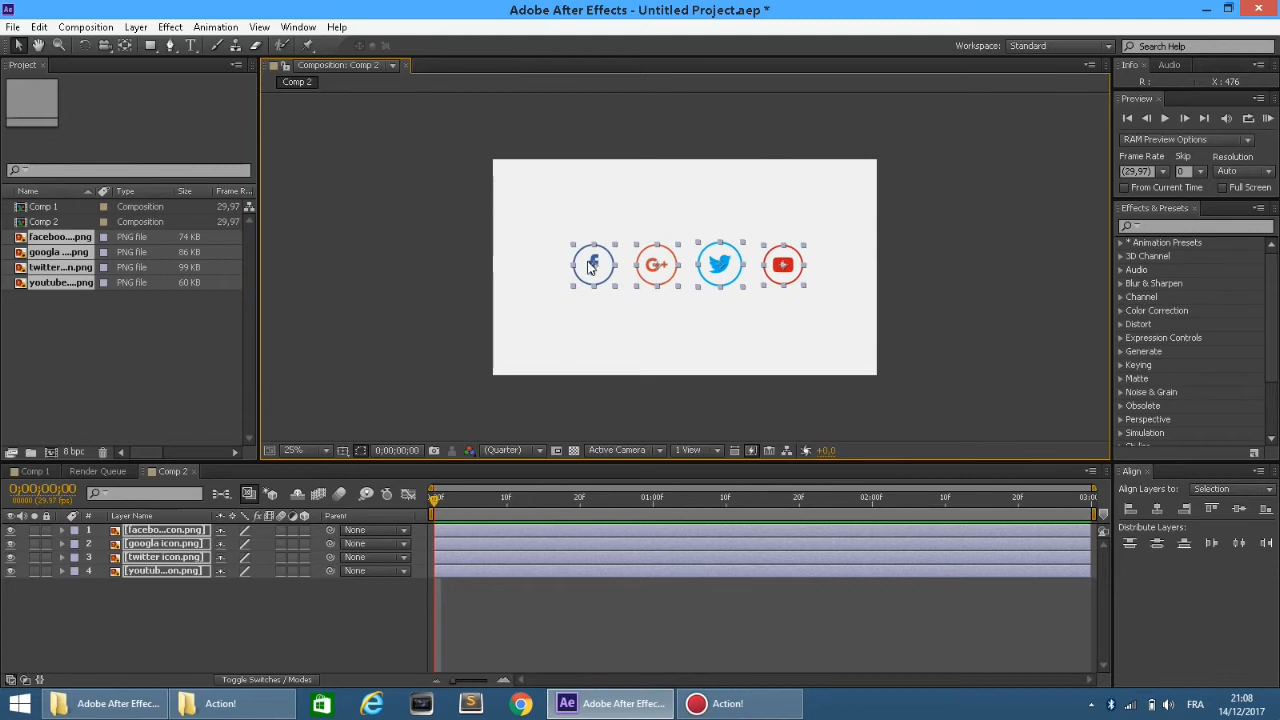 Ae
Adobe After Effects - Untitled Project.aep *
File Edit Composition Layer Effect Animation View Window Help
Workspace: Standard
Search Help
Project
Composition: Comp 2
Comp 2
Info Audio
R :
X : 476
Preview
RAM Preview Options
Frame Rate Skip Resolution
(29,97) 0 Auto
From Current Time Full Screen
Effects & Presets
* Animation Presets
3D Channel
Audio
Blur & Sharpen
Channel
Color Correction
Distort
Expression Controls
Generate
Keying
Matte
Noise & Grain
Obsolete
Perspective
Simulation
Name Type Size Frame R...
Comp 1 Composition 29,97
Comp 2 Composition 29,97
faceboo....png PNG file 74 KB
googla ....png PNG file 86 KB
twitter...n.png PNG file 99 KB
youtube....png PNG file 60 KB
f
G+
8 bpc
25% 0;00;00;00 (Quarter) Active Camera 1 View +0,0
Comp 1 Render Queue Comp 2
0;00;00;00
00000 (29.97 fps)
# Layer Name Parent
1 [facebo...con.png] None
2 [googla icon.png] None
3 [twitter icon.png] None
4 [youtub...on.png] None
10f 20f 01:00f 10f 20f 02:00f 10f 20f 03:00
Toggle Switches / Modes
Align
Align Layers to: Selection
Distribute Layers:
Adobe After Effec... Action! Ae Adobe After Effec... Action!
S
FRA
21:08
14/12/2017